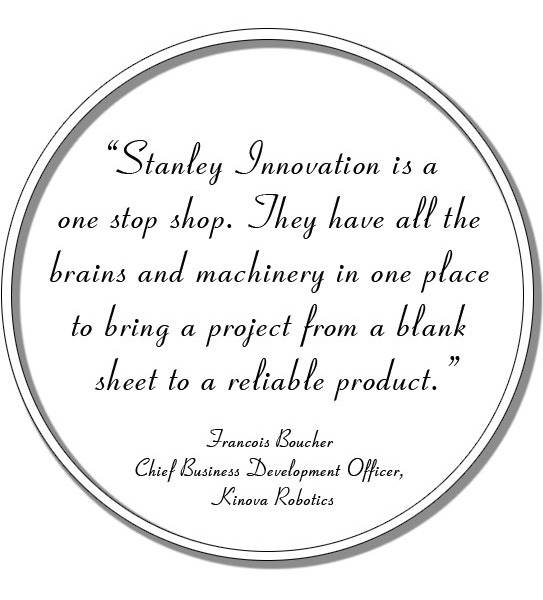 “Stanley Innovation is a
one stop shop. They have all the
brains and machinery in one place
to bring a project from a blank
sheet to a reliable product.”
Francois Boucher
Chief Business Development Officer,
Kinova Robotics